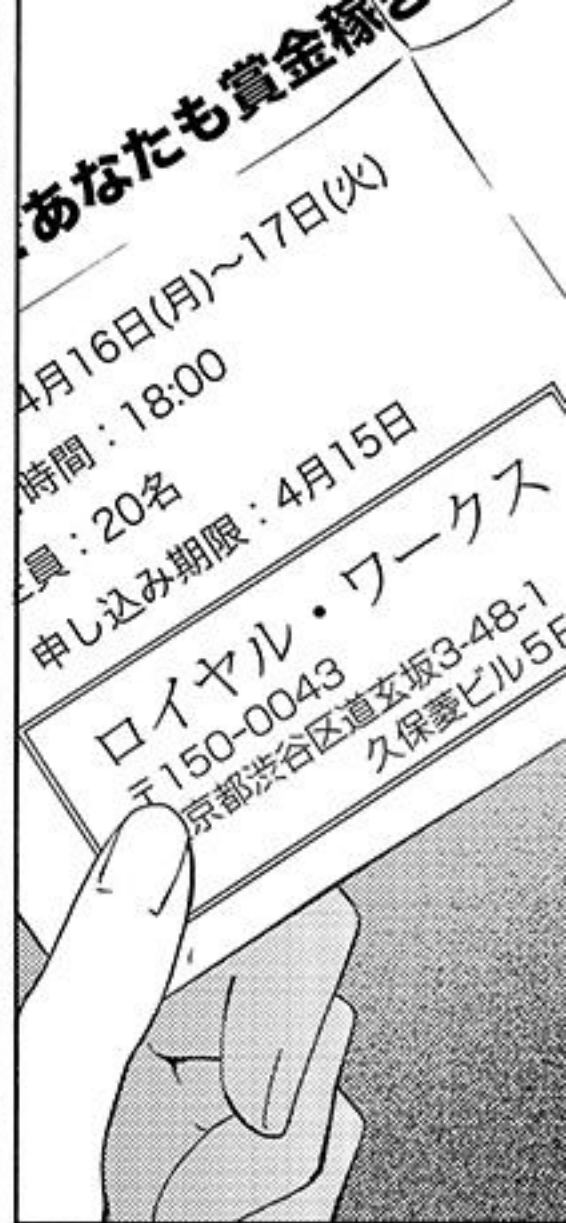 あなたも賞金稼ぎ
4月16日(月)〜17日(火)
時間：18:00
員：20名
申し込み期限：4月15日
ロイヤル・ワークス
〒150-0043
京都渋谷区道玄坂3-48-1
久保菱ビル5F